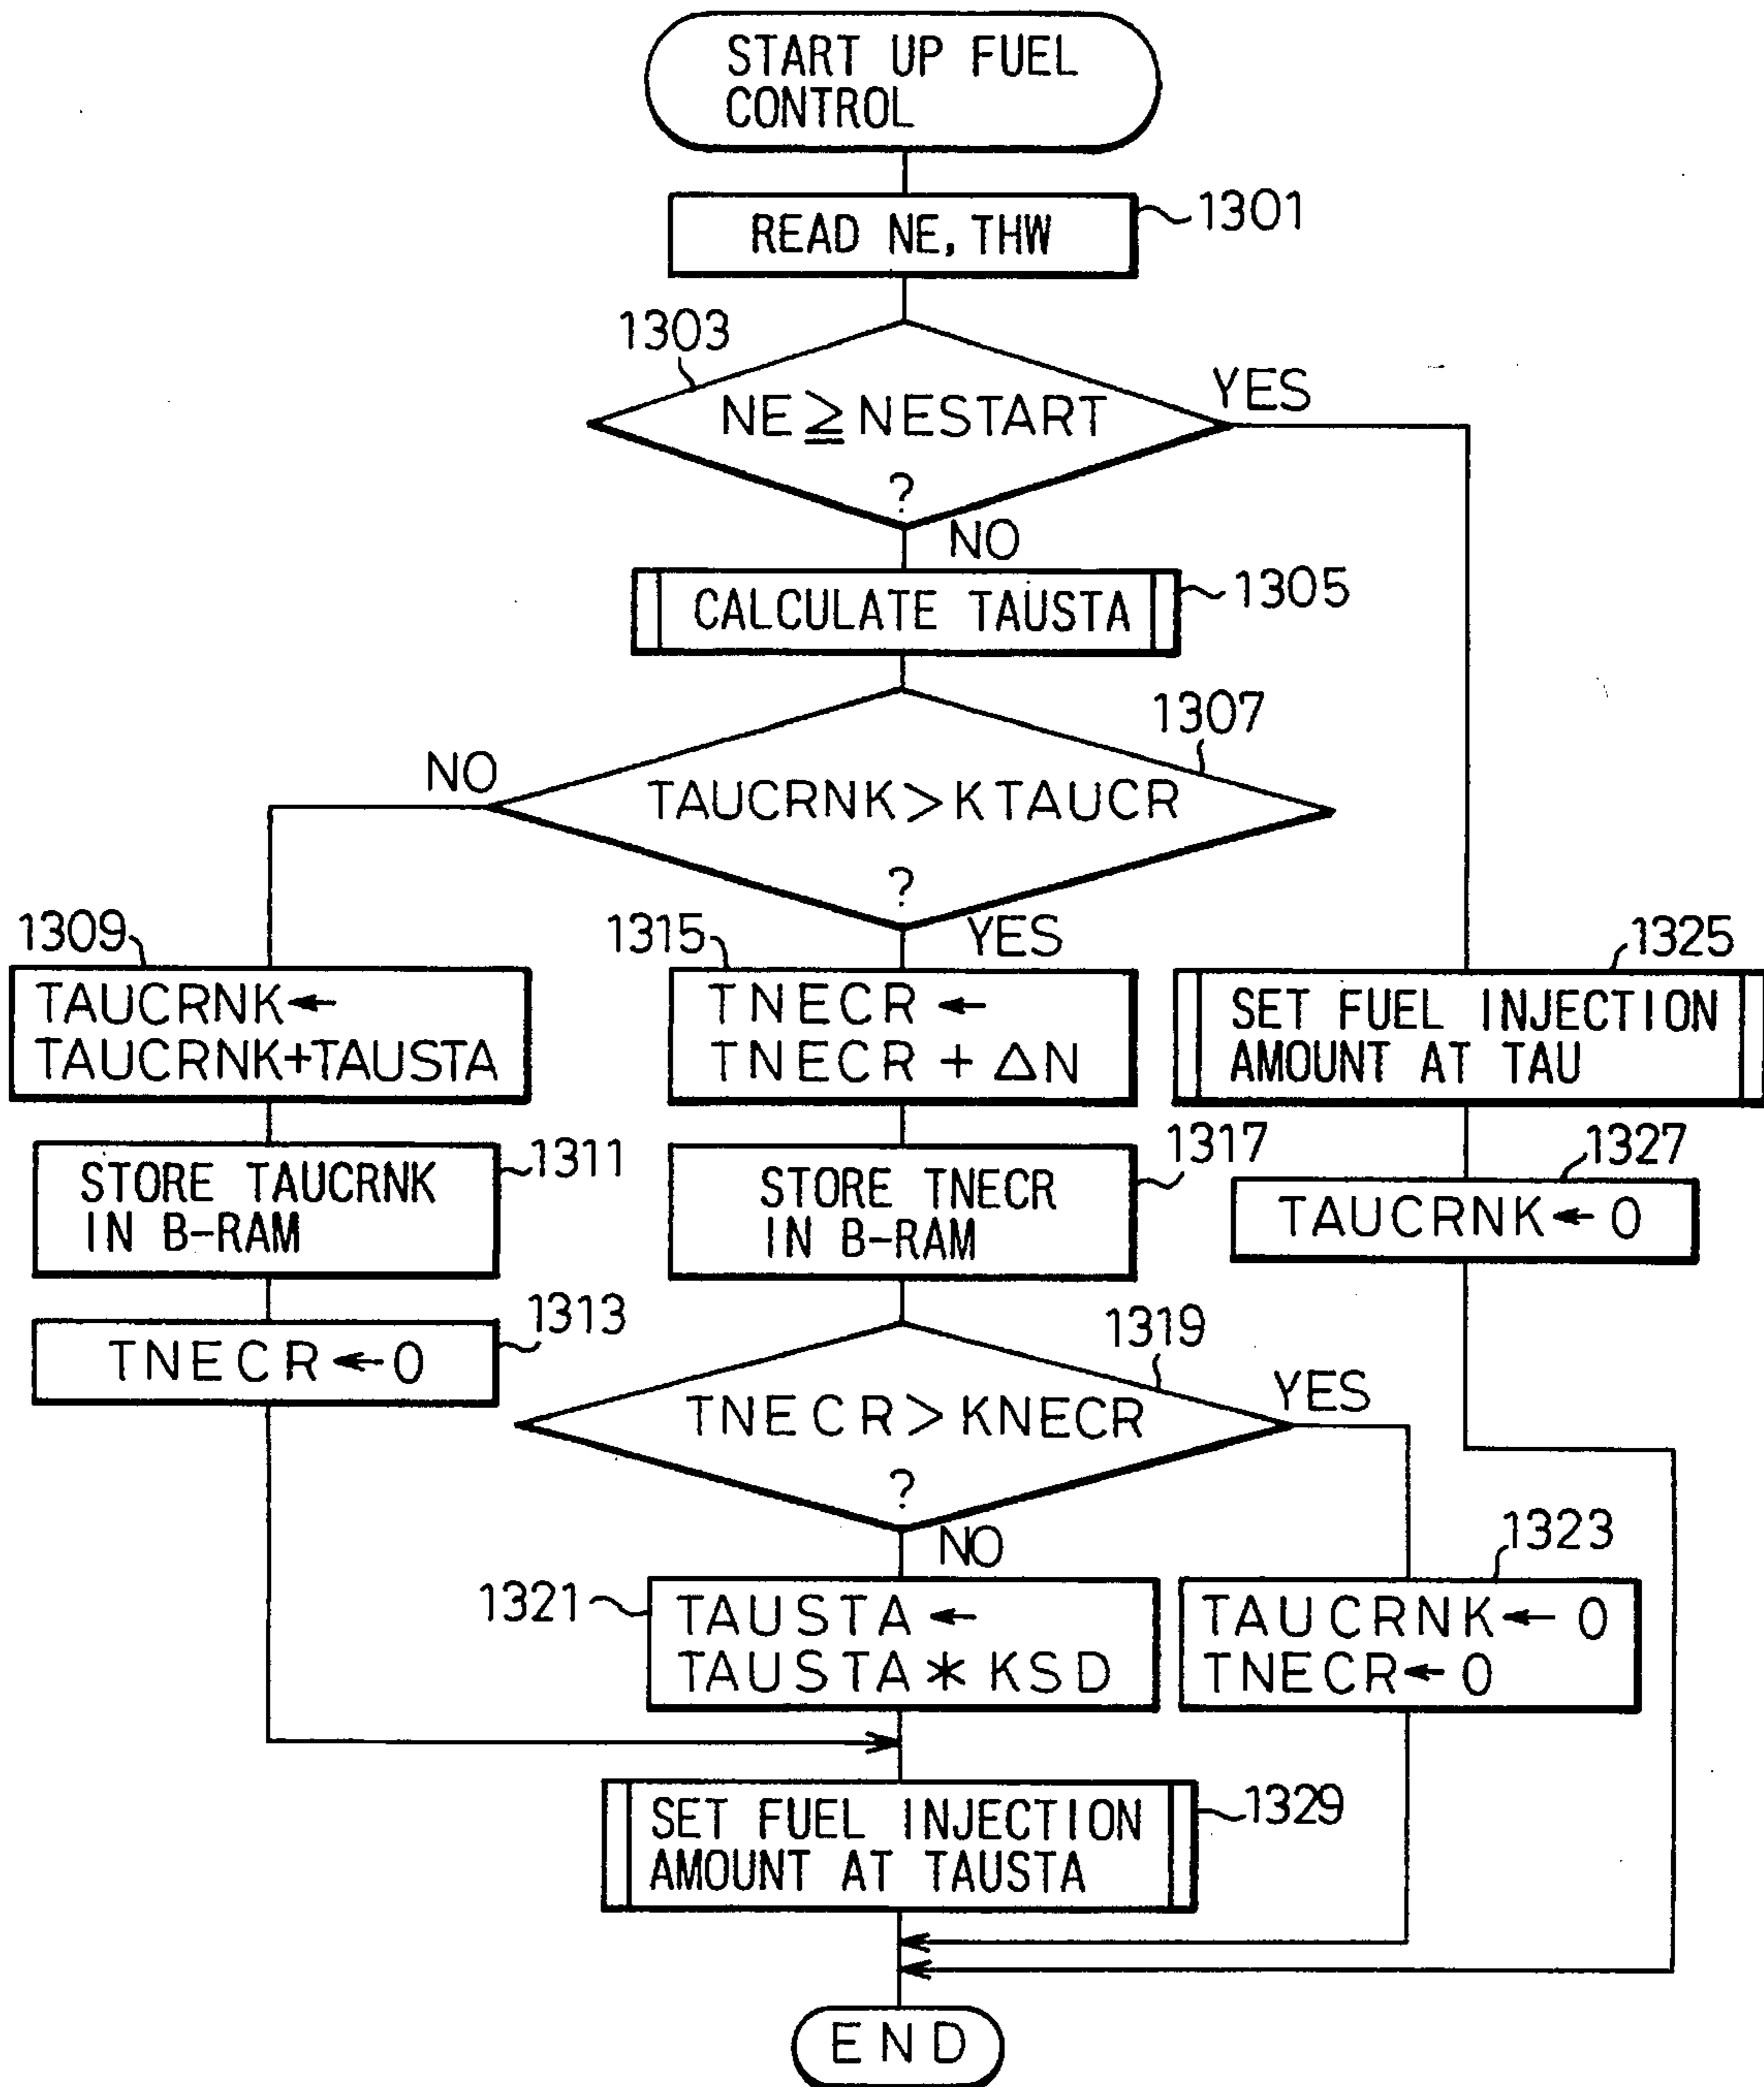 START UP FUEL
CONTROL
READ NE, THW
1301
1303
NE ≧ NESTART
?
YES
NO
CALCULATE TAUSTA
1305
1307
NO
TAUCRNK > KTAUCR
?
YES
1309
TAUCRNK ←
TAUCRNK+TAUSTA
1315
TNECR ←
TNECR + ΔN
1325
SET FUEL INJECTION
AMOUNT AT TAU
STORE TAUCRNK
IN B-RAM
1311
STORE TNECR
IN B-RAM
1317
1327
TAUCRNK ← 0
1313
TNECR ← 0
1319
TNECR > KNECR
?
YES
NO
1321
TAUSTA ←
TAUSTA * KSD
1323
TAUCRNK ← 0
TNECR ← 0
SET FUEL INJECTION
AMOUNT AT TAUSTA
1329
END